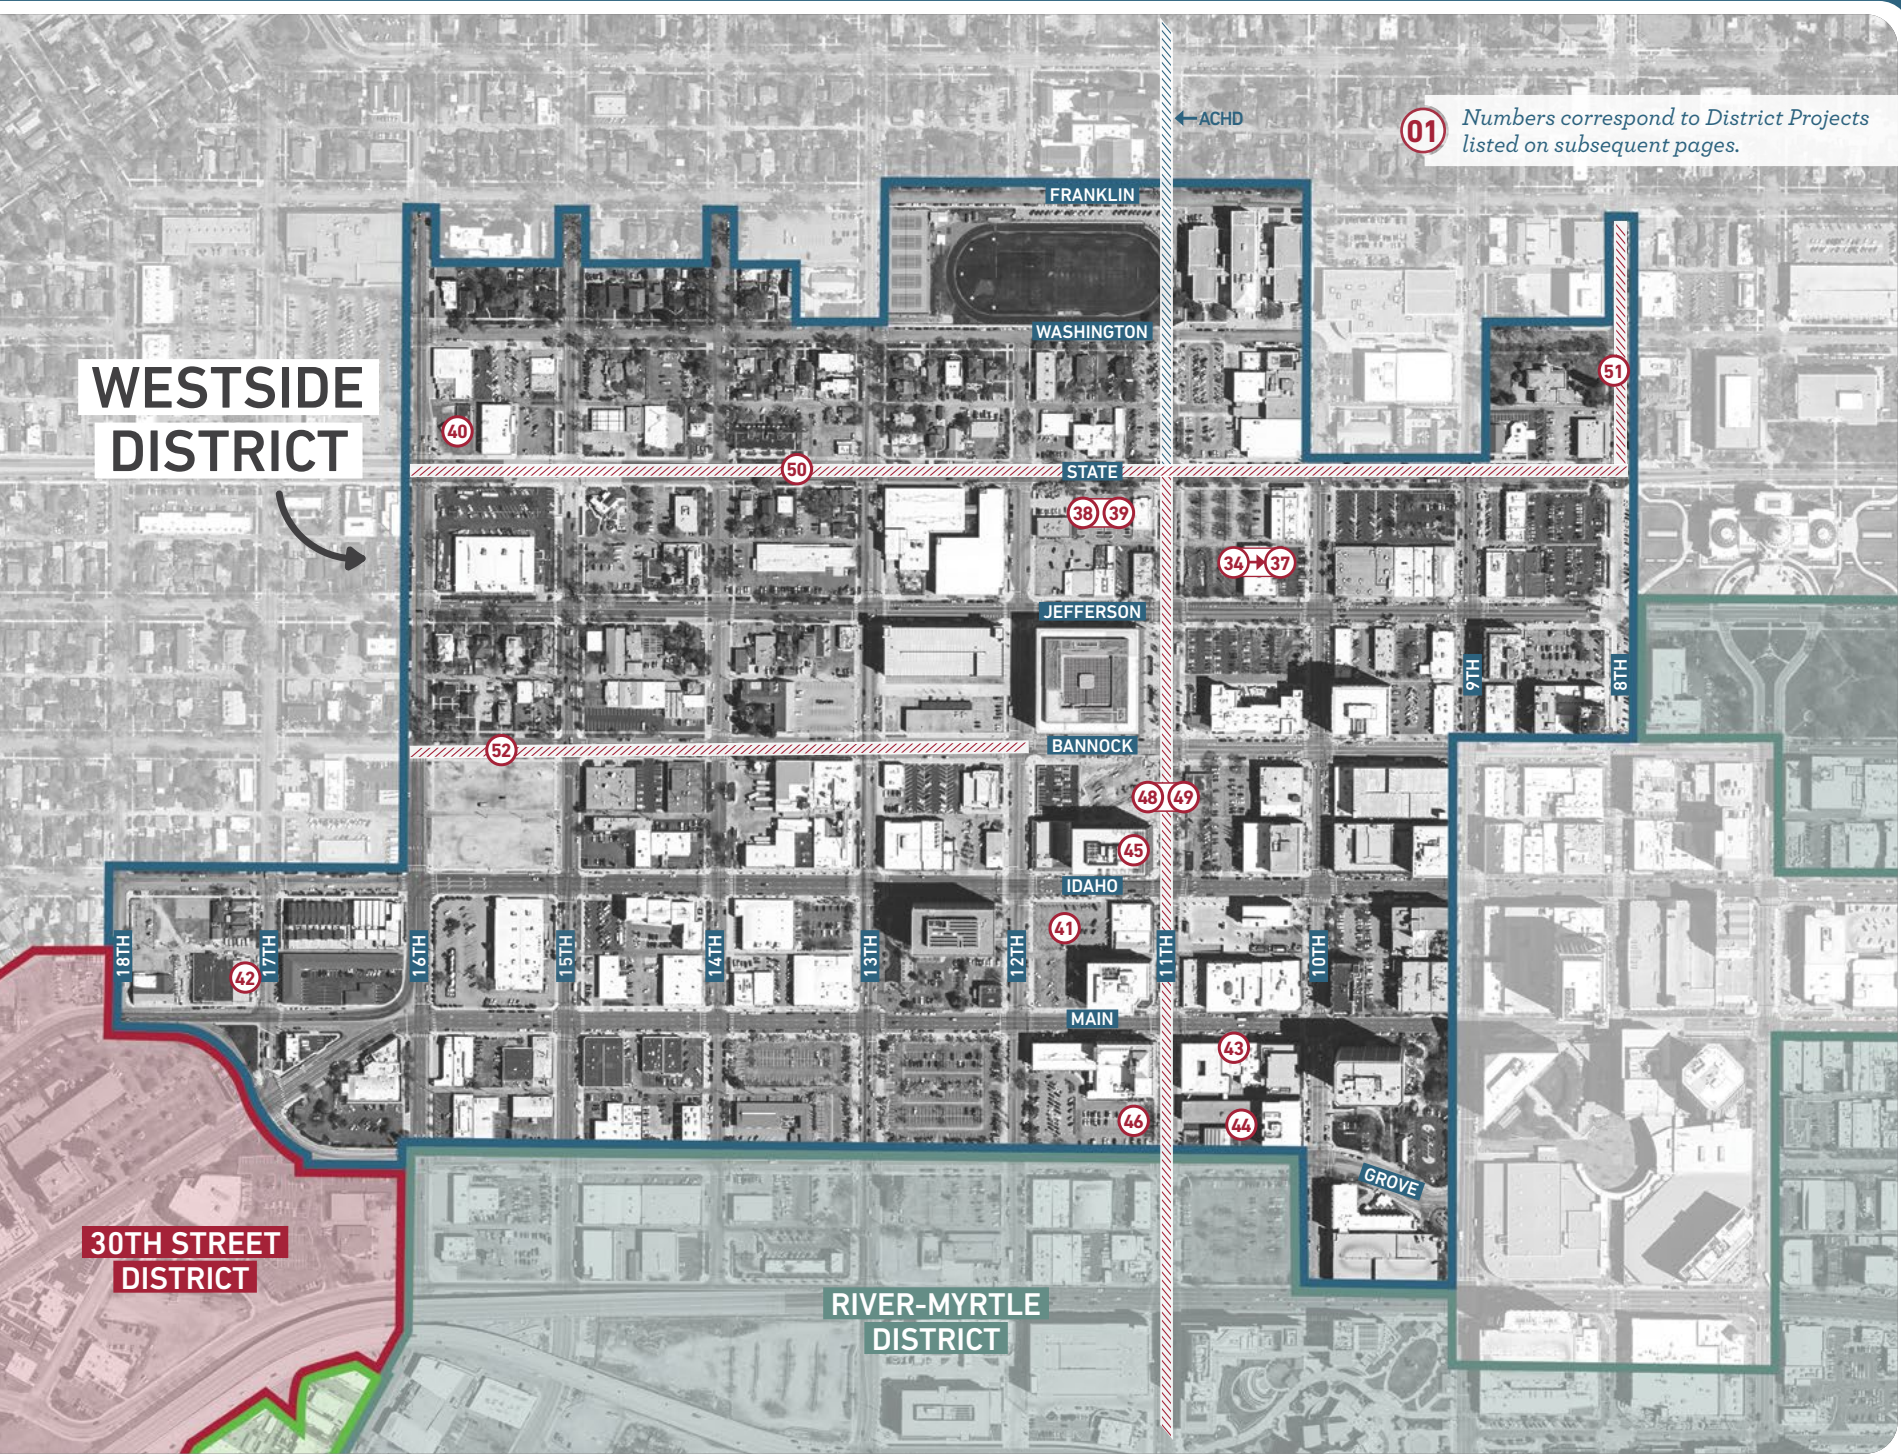 ←ACHD
01
Numbers correspond to District Projects
listed on subsequent pages.
FRANKLIN
WASHINGTON
WESTSIDE
DISTRICT
51
40
50
STATE
38 39
34→37
JEFFERSON
9TH
8TH
52
BANNOCK
48 49
45
IDAHO
41
18TH
42
17TH
16TH
15TH
14TH
13TH
12TH
11TH
10TH
MAIN
43
46
44
GROVE
30TH STREET
DISTRICT
RIVER-MYRTLE
DISTRICT